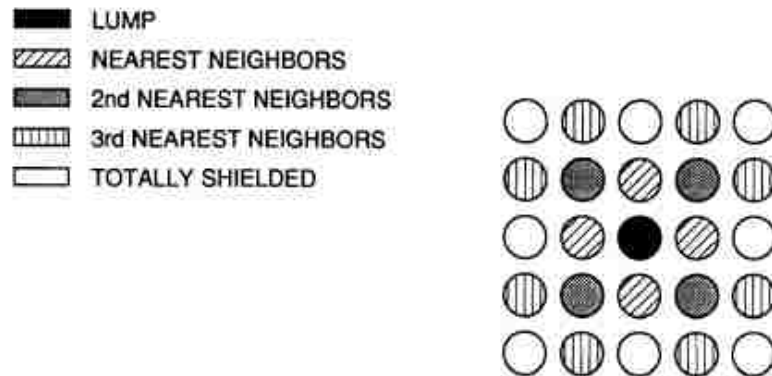 LUMP
NEAREST NEIGHBORS
2nd NEAREST NEIGHBORS
3rd NEAREST NEIGHBORS
TOTALLY SHIELDED